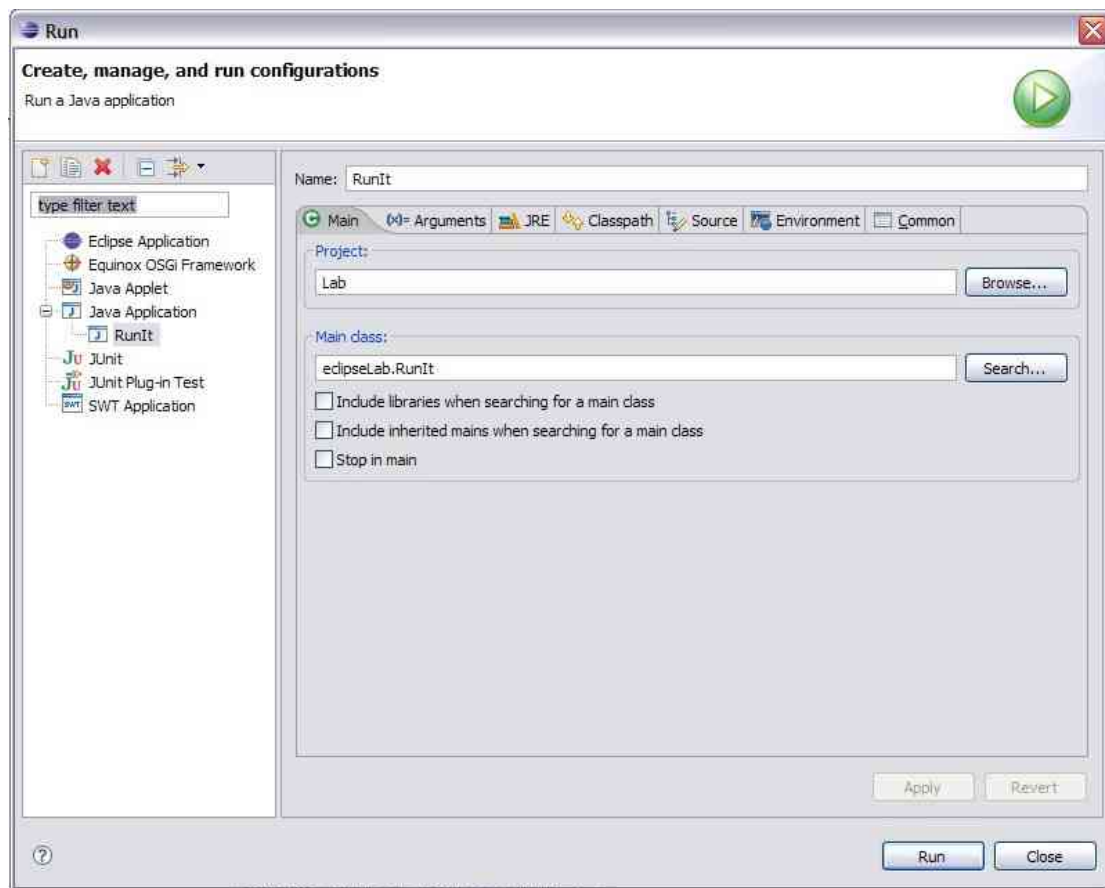 Run
Create, manage, and run configurations
Run a Java application
type filter text
Eclipse Application
Equinox OSGi Framework
Java Applet
Java Application
RunIt
JUnit
JUnit Plug-in Test
SWT Application
Name: RunIt
Main (x)= Arguments JRE Classpath Source Environment Common
Project:
Lab Browse...
Main class:
eclipseLab.RunIt Search...
Include libraries when searching for a main class
Include inherited mains when searching for a main class
Stop in main
Apply Revert
Run Close